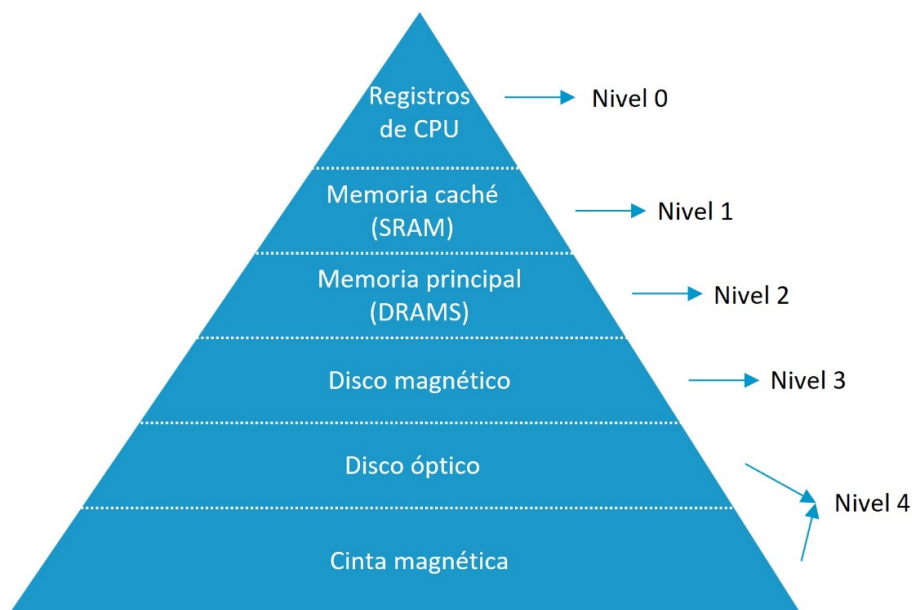 Registros
de CPU
Nivel 0
Memoria caché
(SRAM)
Nivel 1
Memoria principal
(DRAMS)
Nivel 2
Disco magnético
Nivel 3
Disco óptico
Nivel 4
Cinta magnética